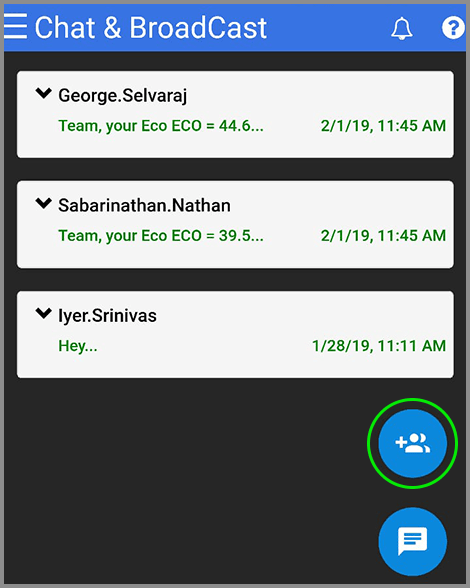 Chat & BroadCast
?
George.Selvaraj
Team, your Eco ECO = 44.6... 2/1/19, 11:45 AM
Sabarinathan.Nathan
Team, your Eco ECO = 39.5... 2/1/19, 11:45 AM
Iyer.Srinivas
Hey... 1/28/19, 11:11 AM